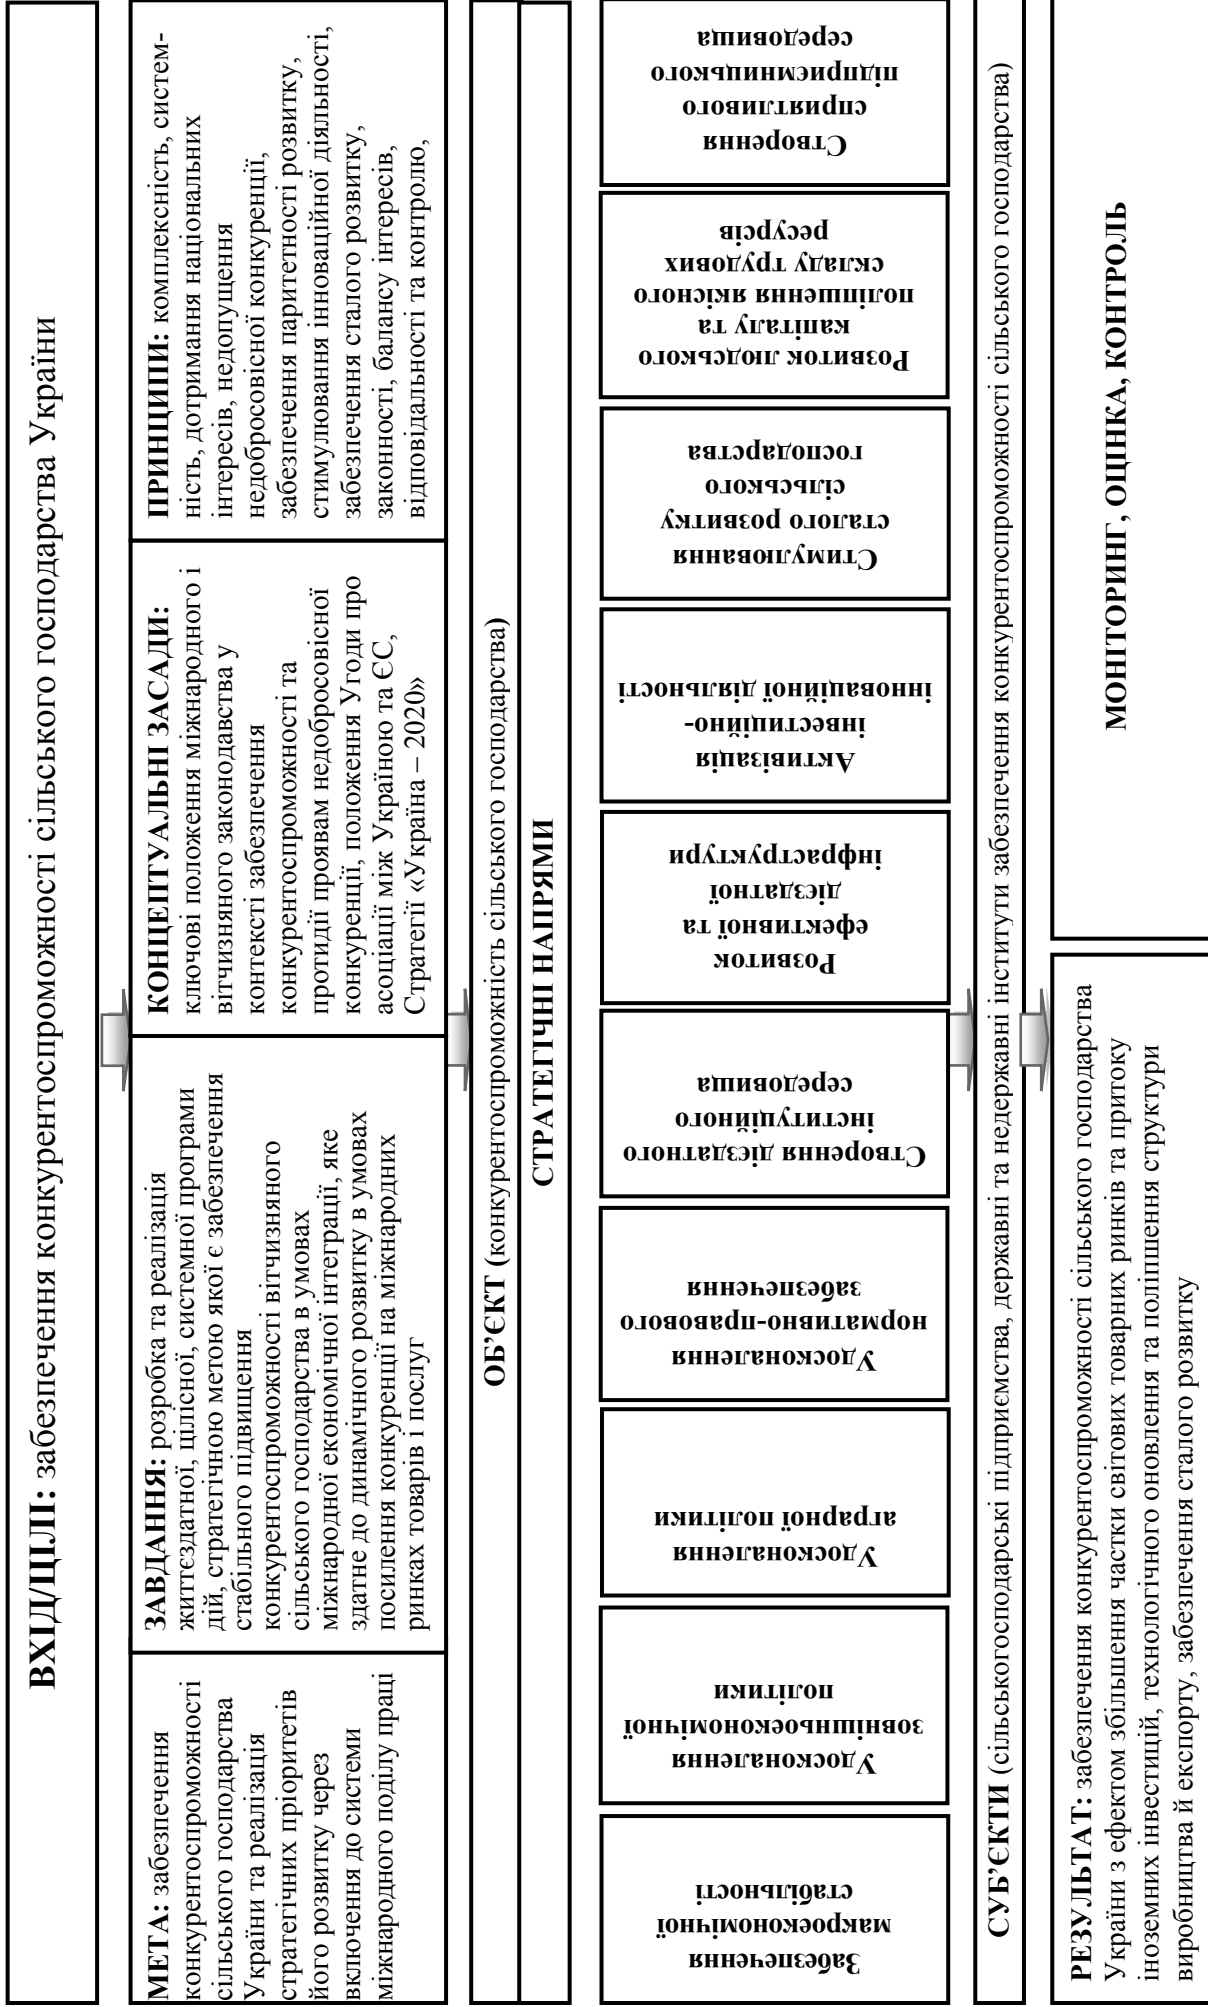 ВХІД/ЦІЛІ: забезпечення конкурентоспроможності сільського господарства України
МЕТА: забезпечення
конкурентоспроможності
сільського господарства
України та реалізація
стратегічних пріоритетів
його розвитку через
включення до системи
міжнародного поділу праці
ЗАВДАННЯ: розробка та реалізація
життєздатної, цілісної, системної програми
дій, стратегічною метою якої є забезпечення
стабільного підвищення
конкурентоспроможності вітчизняного
сільського господарства в умовах
міжнародної економічної інтеграції, яке
здатне до динамічного розвитку в умовах
посилення конкуренції на міжнародних
ринках товарів і послуг
КОНЦЕПТУАЛЬНІ ЗАСАДИ:
ключові положення міжнародного і
вітчизняного законодавства у
контексті забезпечення
конкурентоспроможності та
протидії проявам недобросовісної
конкуренції, положення Угоди про
асоціації між Україною та ЄС,
Стратегії «Україна – 2020»
ПРИНЦИПИ: комплексність, систем-
ність, дотримання національних
інтересів, недопущення
недобросовісної конкуренції,
забезпечення паритетності розвитку,
стимулювання інноваційної діяльності,
забезпечення сталого розвитку,
законності, балансу інтересів,
відповідальності та контролю,
ОБ’ЄКТ (конкурентоспроможність сільського господарства)
СТРАТЕГІЧНІ НАПРЯМИ
Забезпечення
макроекономічної
стабільності
Удосконалення
зовнішньоекономічної
політики
Удосконалення
аграрної політики
Удосконалення
нормативно-правового
забезпечення
Створення дієздатного
інституційного
середовища
Розвиток
ефективної та
дієздатної
інфраструктури
Активізація
інвестиційно-
інноваційної діяльності
Стимулювання
сталого розвитку
сільського
господарства
Розвиток людського
капіталу та
поліпшення якісного
складу трудових
ресурсів
Створення
сприятливого
підприємницького
середовища
СУБ’ЄКТИ (сільськогосподарські підприємства, державні та недержавні інститути забезпечення конкурентоспроможності сільського господарства)
РЕЗУЛЬТАТ: забезпечення конкурентоспроможності сільського господарства
України з ефектом збільшення частки світових товарних ринків та притоку
іноземних інвестицій, технологічного оновлення та поліпшення структури
виробництва й експорту, забезпечення сталого розвитку
МОНІТОРИНГ, ОЦІНКА, КОНТРОЛЬ